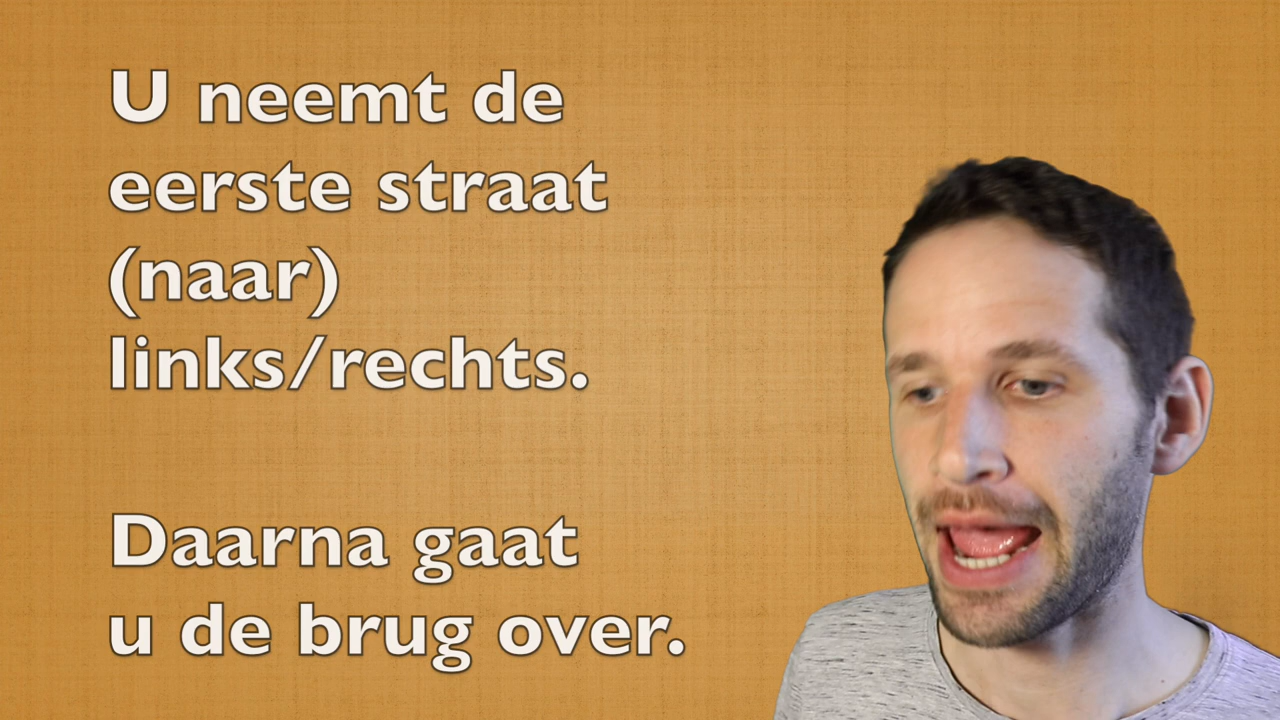 U neemt de
eerste straat
(naar)
links/rechts.
Daarna gaat
u de brug over.